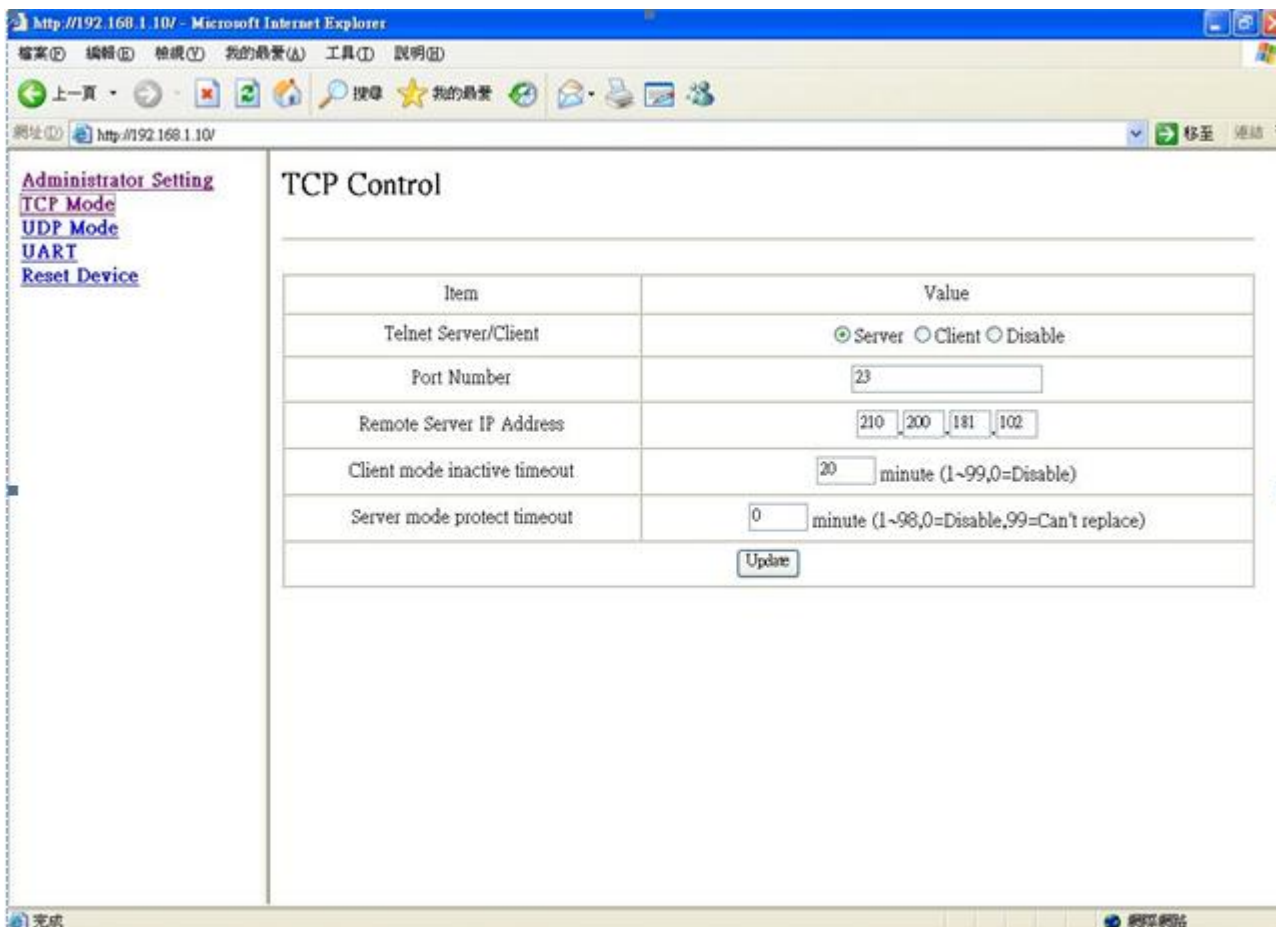 http://192.168.1.10/ - Microsoft Internet Explorer
檔案(F) 編輯(E) 檢視(V) 我的最愛(A) 工具(T) 說明(H)
上一頁 搜尋 我的最愛
網址(D) http://192.168.1.10/ 移至 連結
Administrator Setting
TCP Mode
UDP Mode
UART
Reset Device
TCP Control
Item Value
Telnet Server/Client Server Client Disable
Port Number 23
Remote Server IP Address 210 . 200 . 181 . 102
Client mode inactive timeout 20 minute (1~99,0=Disable)
Server mode protect timeout 0 minute (1~98,0=Disable,99=Can't replace)
Update
完成 網際網路